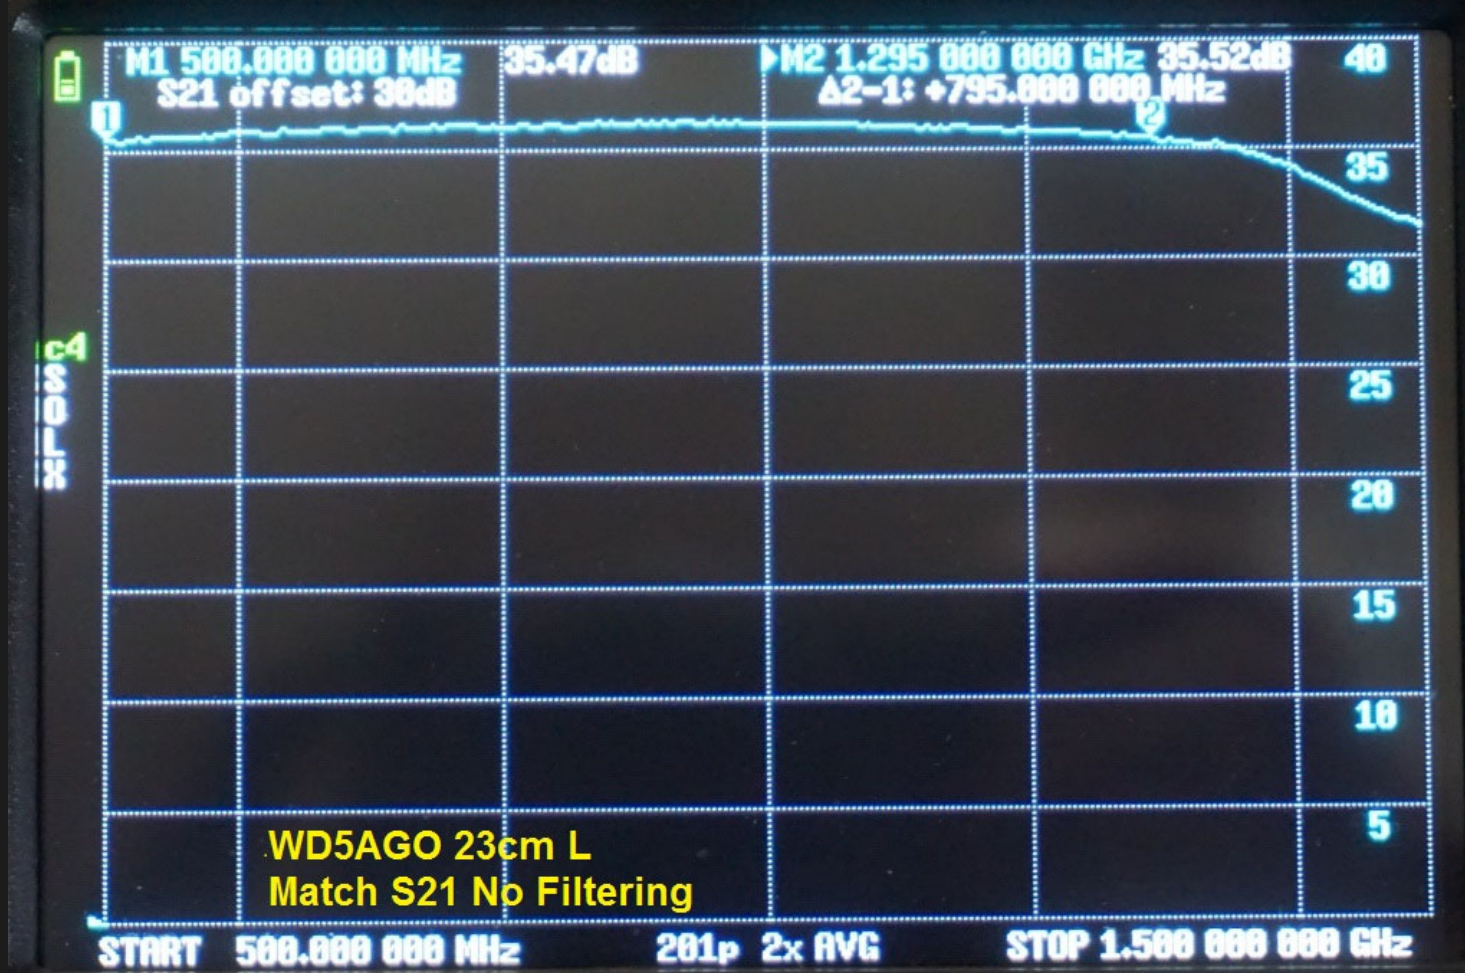 M1 500.000 000 MHz 35.47dB M2 1.295 000 000 GHz 35.52dB 40
S21 offset: 30dB Δ2-1: +795.000 000 MHz
1 2
35
30
c4
S
O
L
X
25
20
15
10
5
WD5AGO 23cm L
Match S21 No Filtering
START 500.000 000 MHz 201p 2x AVG STOP 1.500 000 000 GHz